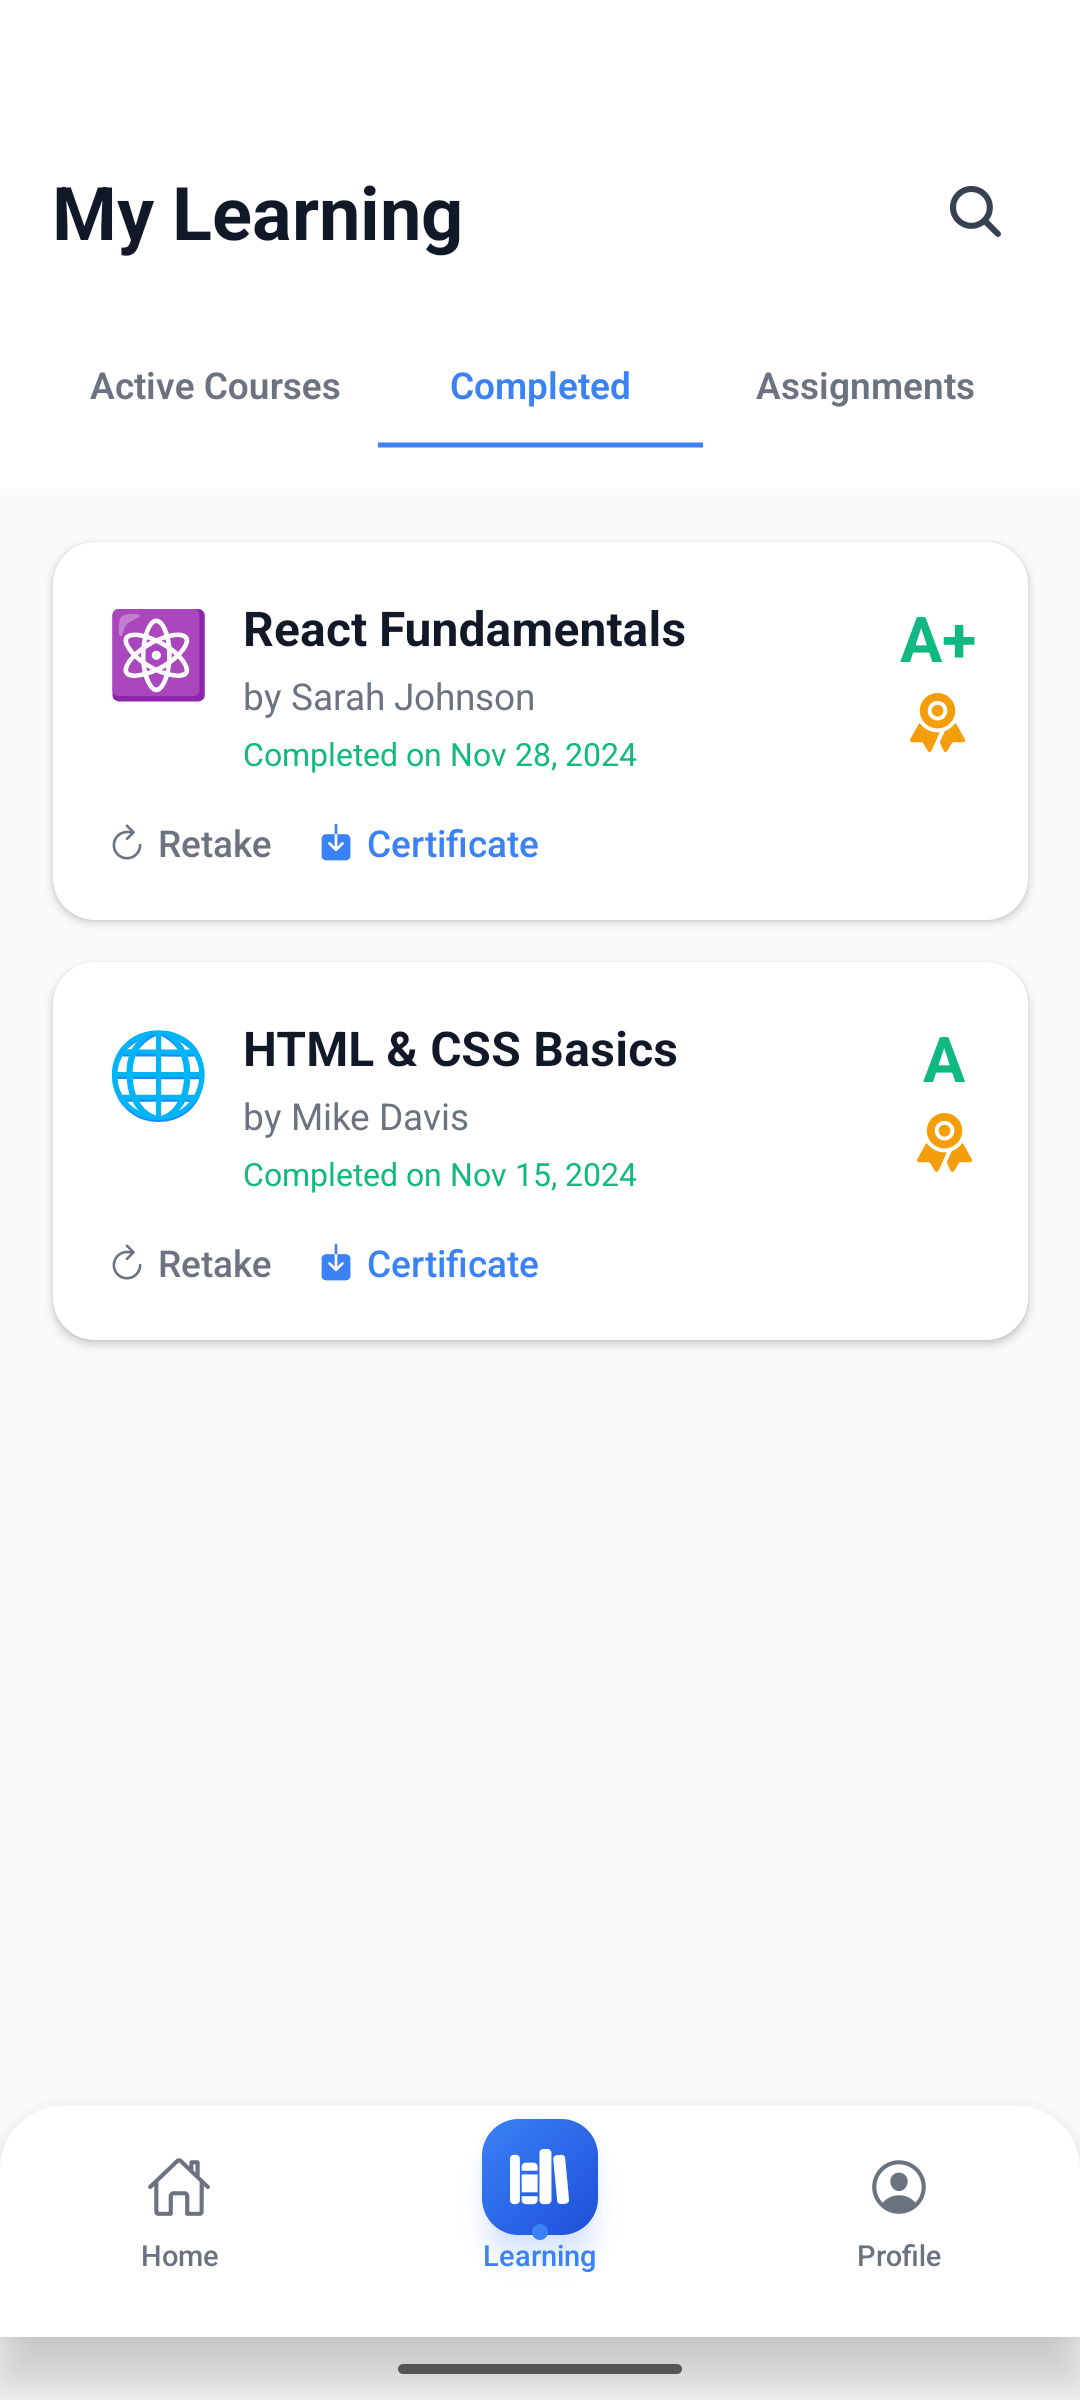 My Learning
Active Courses
Completed
Assignments
React Fundamentals
A+
by Sarah Johnson
Completed on Nov 28, 2024
Retake
Certificate
HTML & CSS Basics
A
by Mike Davis
Completed on Nov 15, 2024
Retake
Certificate
Home
Learning
Profile